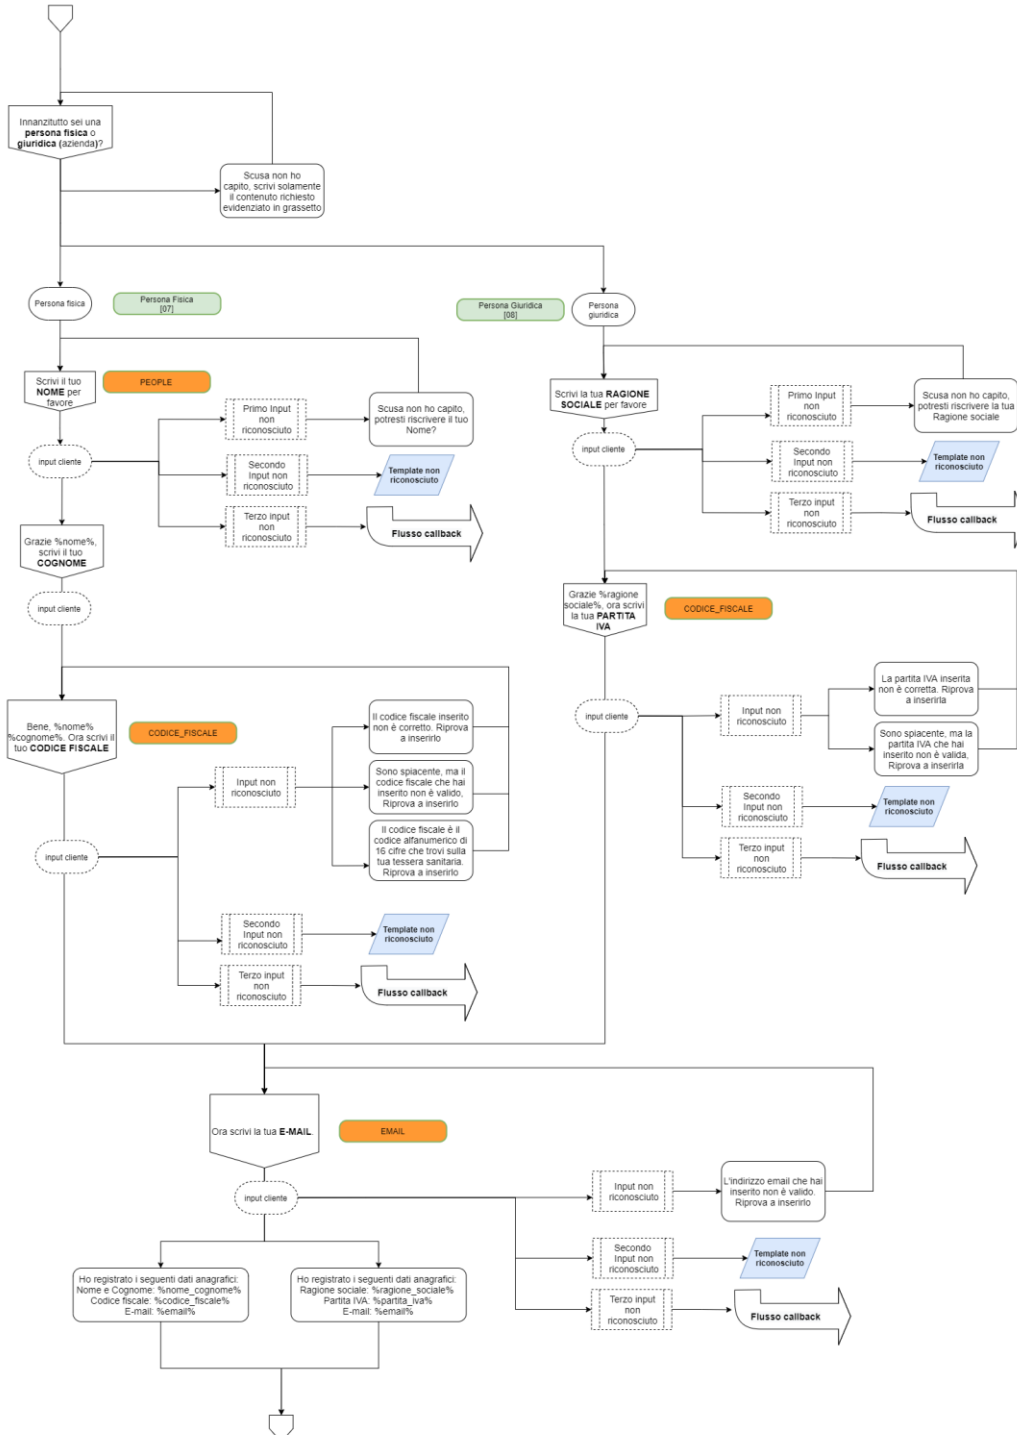 Innanzitutto sei una
persona fisica o
giuridica (azienda)?
Scusa non ho
capito, scrivi solamente
il contenuto richiesto
evidenziato in grassetto
Persona fisica
Persona Fisica
[07]
Persona Giuridica
[08]
Persona
giuridica
Scrivi il tuo
NOME per
favore
PEOPLE
Primo Input
non
riconosciuto
Scusa non ho capito,
potresti riscrivere il tuo
Nome?
input cliente
Secondo
Input non
riconosciuto
Template non
riconosciuto
Terzo input
non
riconosciuto
Flusso callback
Grazie %nome%,
scrivi il tuo
COGNOME
input cliente
Scrivi la tua RAGIONE
SOCIALE per favore
Primo Input
non
riconosciuto
Scusa non ho capito,
potresti riscrivere la tua
Ragione sociale
input cliente
Secondo
Input non
riconosciuto
Template non
riconosciuto
Terzo input
non
riconosciuto
Flusso callback
Grazie %ragione
sociale%, ora scrivi
la tua PARTITA
IVA
CODICE_FISCALE
input cliente
Input non
riconosciuto
La partita IVA inserita
non è corretta. Riprova
a inserirla
Sono spiacente, ma la
partita IVA che hai
inserito non è valida,
Riprova a inserirla
Secondo
Input non
riconosciuto
Template non
riconosciuto
Terzo input
non
riconosciuto
Flusso callback
Bene, %nome%
%cognome%. Ora scrivi il
tuo CODICE FISCALE
CODICE_FISCALE
Il codice fiscale inserito
non è corretto. Riprova
a inserirlo
Input non
riconosciuto
Sono spiacente, ma il
codice fiscale che hai
inserito non è valido,
Riprova a inserirlo
Il codice fiscale è il
codice alfanumerico di
16 cifre che trovi sulla
tua tessera sanitaria.
Riprova a inserirlo
input cliente
Secondo
Input non
riconosciuto
Template non
riconosciuto
Terzo input
non
riconosciuto
Flusso callback
Ora scrivi la tua E-MAIL.
EMAIL
input cliente
Input non
riconosciuto
L'indirizzo email che hai
inserito non è valido.
Riprova a inserirlo
Secondo
Input non
riconosciuto
Template non
riconosciuto
Terzo input
non
riconosciuto
Flusso callback
Ho registrato i seguenti dati anagrafici:
Nome e Cognome: %nome_cognome%
Codice fiscale: %codice_fiscale%
E-mail: %email%
Ho registrato i seguenti dati anagrafici:
Ragione sociale: %ragione_sociale%
Partita IVA: %partita_iva%
E-mail: %email%